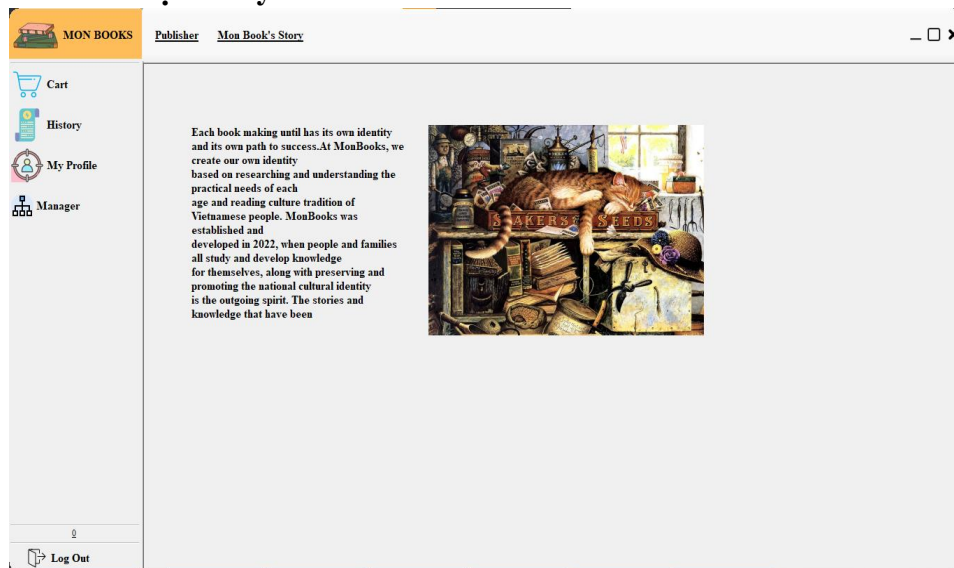 MON BOOKS
Publisher
Mon Book's Story
Cart
History
My Profile
Manager
Each book making until has its own identity
and its own path to success.At MonBooks, we
create our own identity
based on researching and understanding the
practical needs of each
age and reading culture tradition of
Vietnamese people. MonBooks was
established and
developed in 2022, when people and families
all study and develop knowledge
for themselves, along with preserving and
promoting the national cultural identity
is the outgoing spirit. The stories and
knowledge that have been
SHAKERS SEEDS
0
Log Out